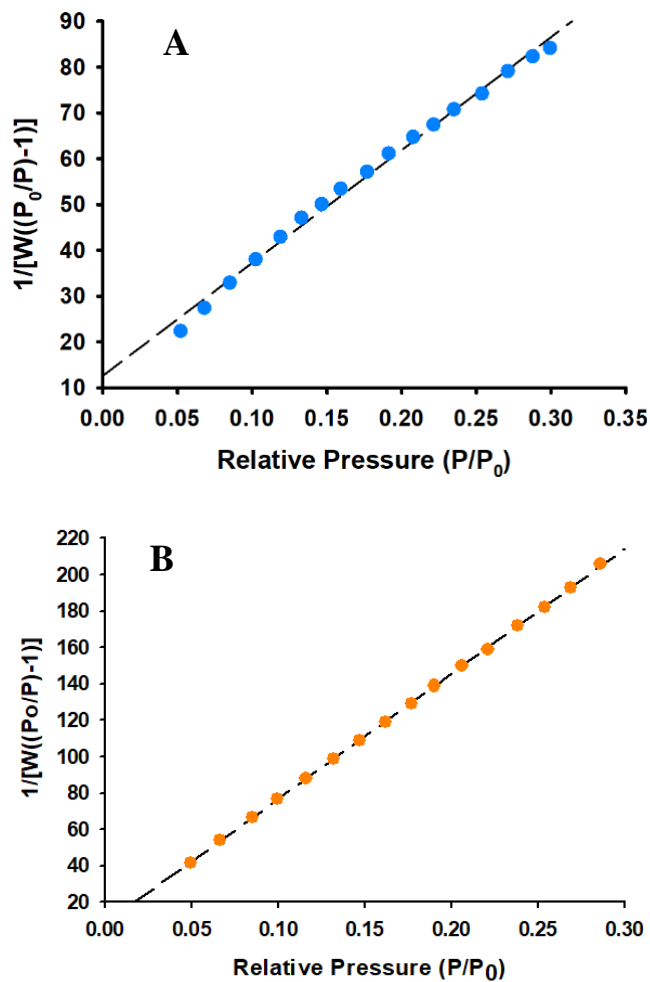 A
90
80
70
60
50
40
30
20
10
1/[W((P₀/P)-1)]
0.00 0.05 0.10 0.15 0.20 0.25 0.30 0.35
Relative Pressure (P/P₀)
B
220
200
180
160
140
120
100
80
60
40
20
1/[W((Po/P)-1)]
0.00 0.05 0.10 0.15 0.20 0.25 0.30
Relative Pressure (P/P₀)